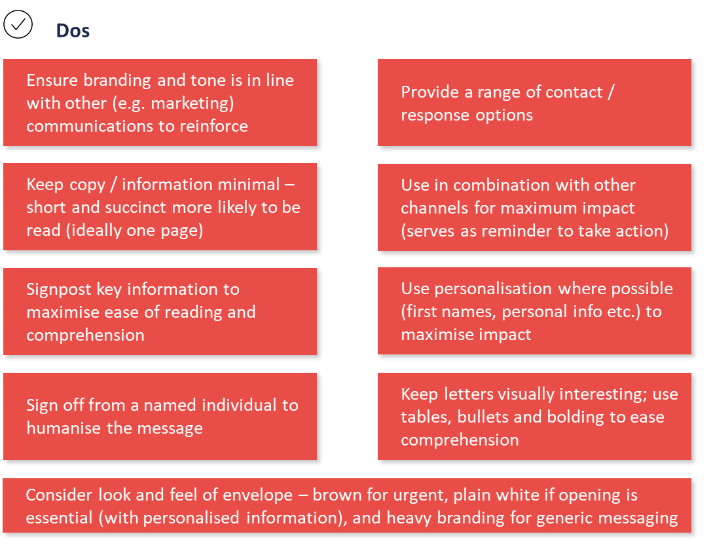 Dos
Ensure branding and tone is in line
with other (e.g. marketing)
communications to reinforce
Provide a range of contact /
response options
Keep copy / information minimal –
short and succinct more likely to be
read (ideally one page)
Use in combination with other
channels for maximum impact
(serves as reminder to take action)
Signpost key information to
maximise ease of reading and
comprehension
Use personalisation where possible
(first names, personal info etc.) to
maximise impact
Sign off from a named individual to
humanise the message
Keep letters visually interesting; use
tables, bullets and bolding to ease
comprehension
Consider look and feel of envelope – brown for urgent, plain white if opening is
essential (with personalised information), and heavy branding for generic messaging